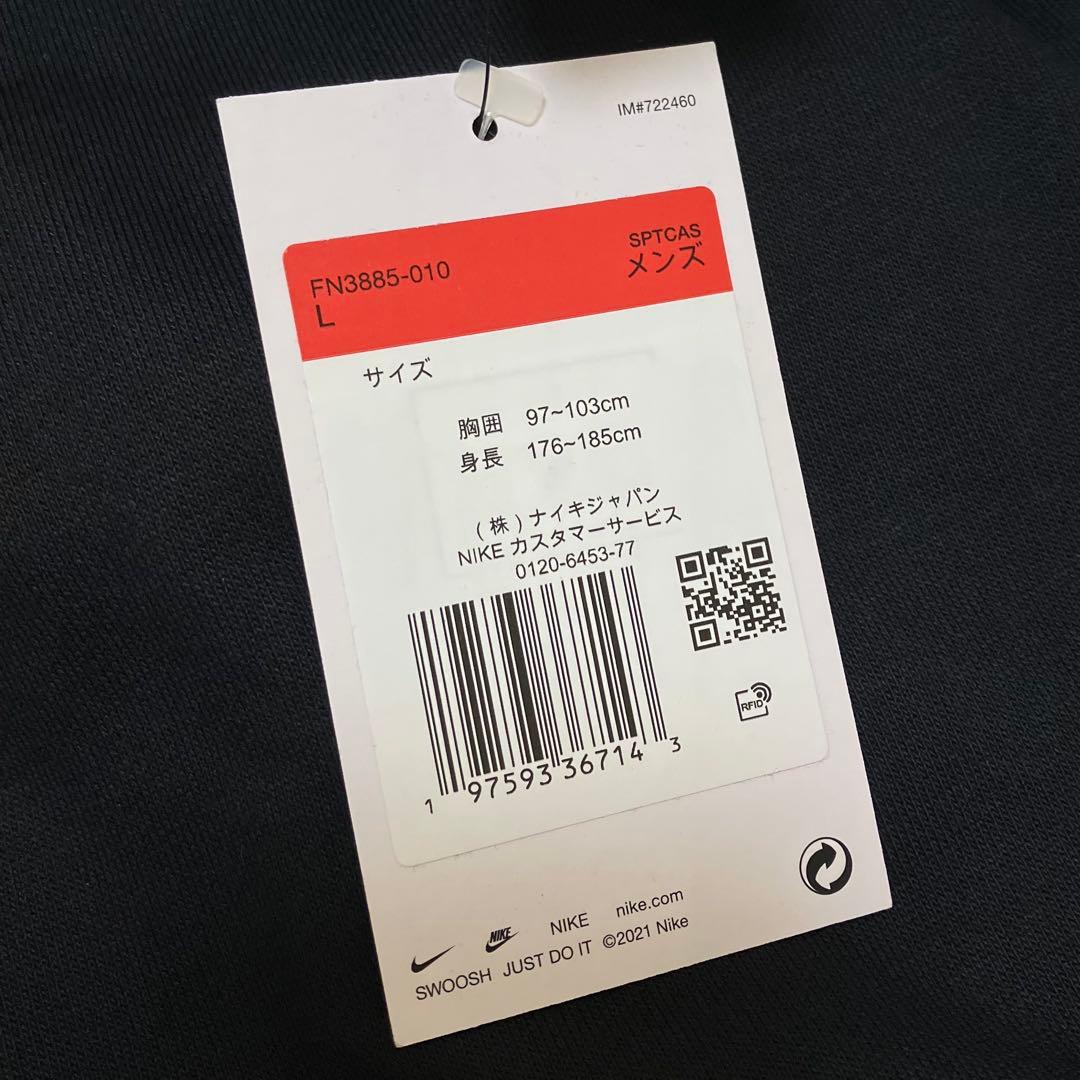 IM#722460
FN3885-010
L
SPTCAS
メンズ
サイズ
胸囲 97~103cm
身長 176~185cm
(株)ナイキジャパン
NIKE カスタマーサービス
0120-6453-77
RFID
1 97593 36714 3
NIKE
NIKE nike.com
SWOOSH JUST DO IT ©2021 Nike